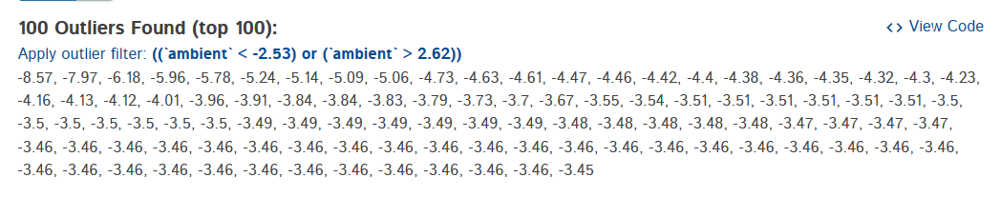 100 Outliers Found (top 100):
<> View Code
Apply outlier filter: ((`ambient` < -2.53) or (`ambient` > 2.62))
-8.57, -7.97, -6.18, -5.96, -5.78, -5.24, -5.14, -5.09, -5.06, -4.73, -4.63, -4.61, -4.47, -4.46, -4.42, -4.4, -4.38, -4.36, -4.35, -4.32, -4.3, -4.23,
-4.16, -4.13, -4.12, -4.01, -3.96, -3.91, -3.84, -3.84, -3.83, -3.79, -3.73, -3.7, -3.67, -3.55, -3.54, -3.51, -3.51, -3.51, -3.51, -3.51, -3.51, -3.5,
-3.5, -3.5, -3.5, -3.5, -3.5, -3.5, -3.49, -3.49, -3.49, -3.49, -3.49, -3.49, -3.49, -3.48, -3.48, -3.48, -3.48, -3.48, -3.47, -3.47, -3.47, -3.47,
-3.46, -3.46, -3.46, -3.46, -3.46, -3.46, -3.46, -3.46, -3.46, -3.46, -3.46, -3.46, -3.46, -3.46, -3.46, -3.46, -3.46, -3.46, -3.46, -3.46, -3.46,
-3.46, -3.46, -3.46, -3.46, -3.46, -3.46, -3.46, -3.46, -3.46, -3.46, -3.46, -3.46, -3.45